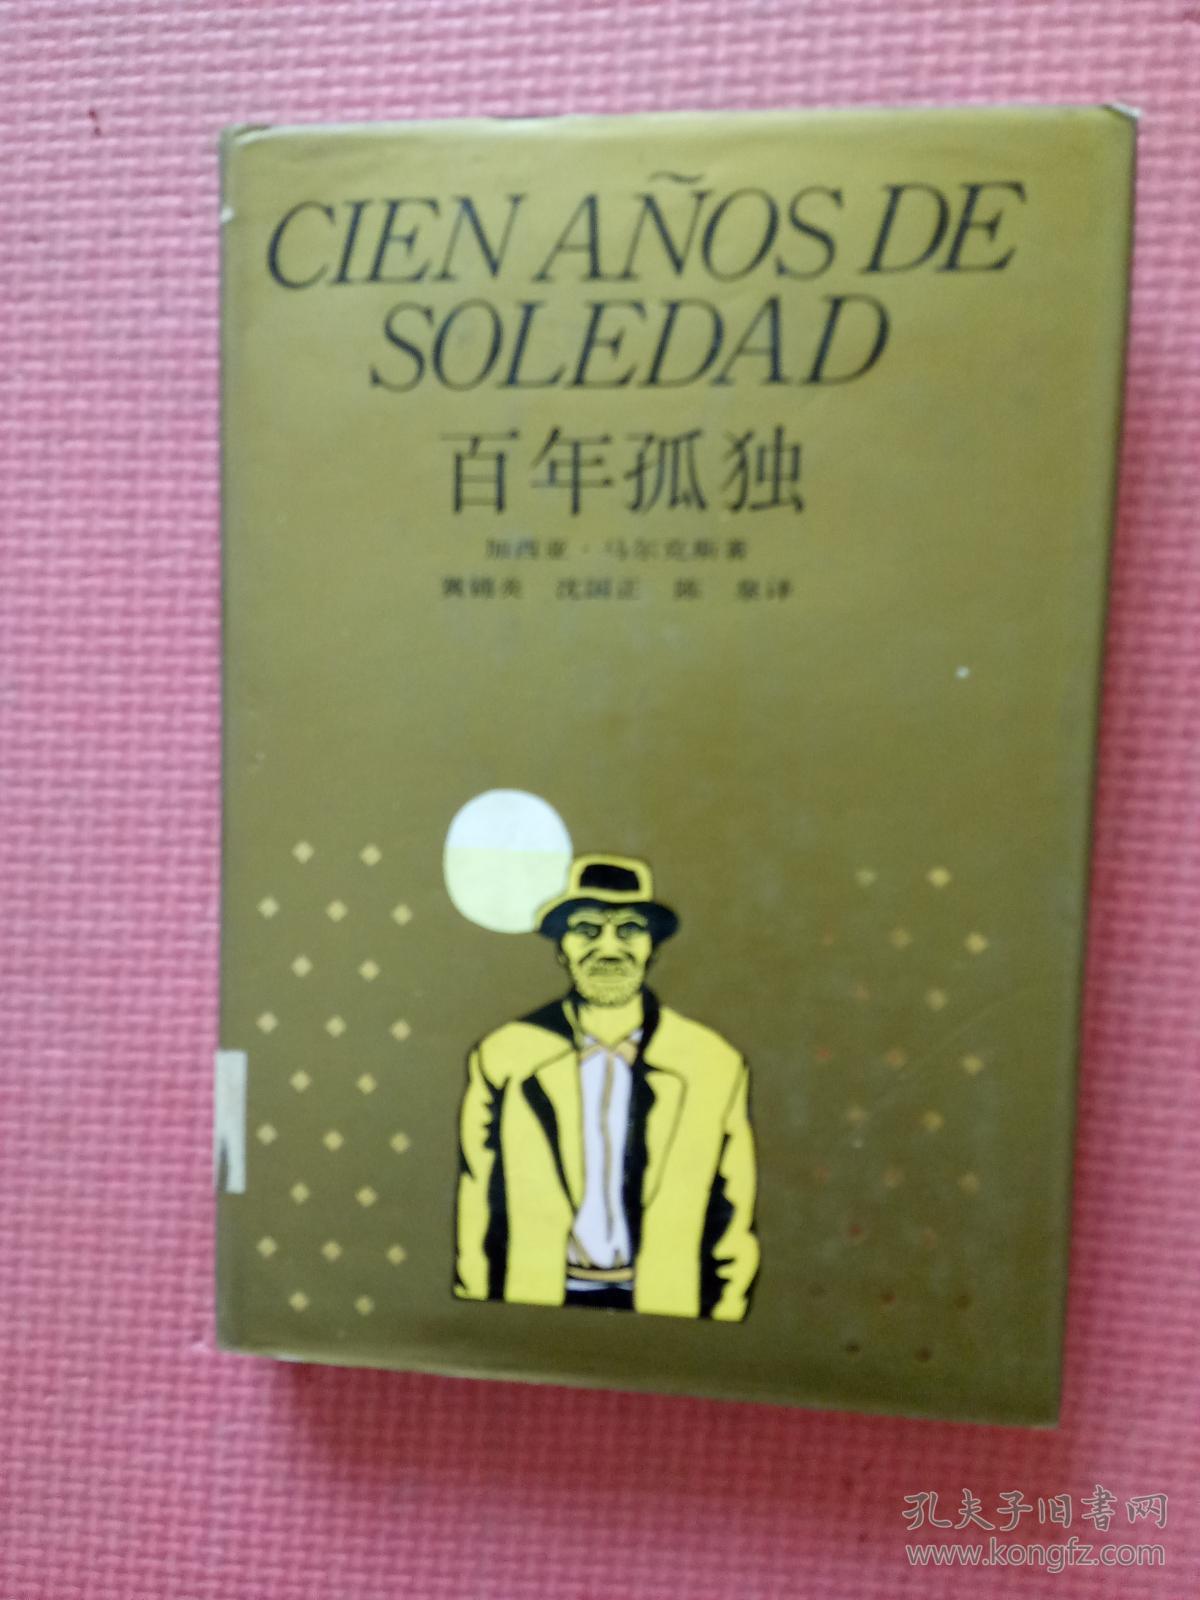 CIEN AÑOS DE
SOLEDAD
百年孤独
加西亚·马尔克斯著
黄锦炎 沈国正 陈 泉译
孔夫子旧書网
www.kongfz.com